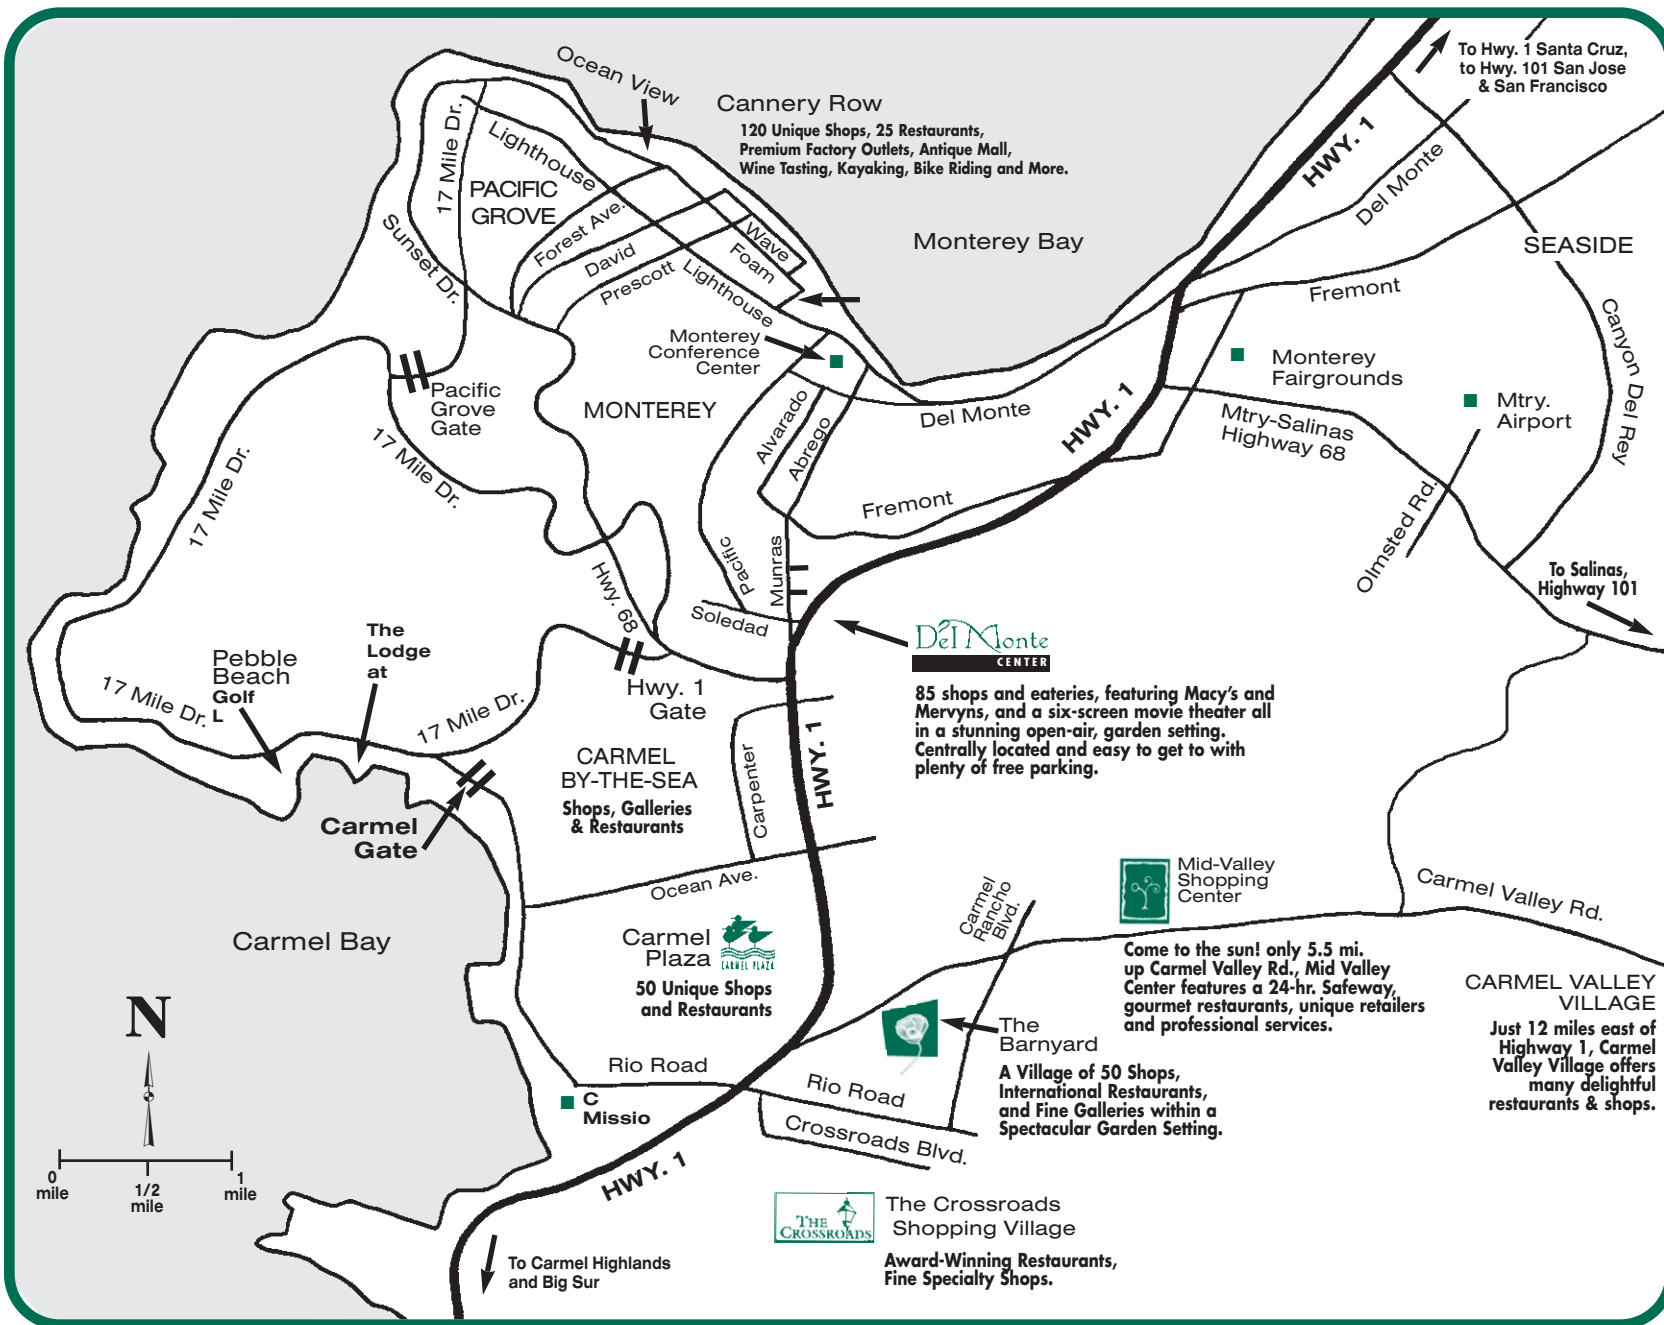 To Hwy. 1 Santa Cruz,
to Hwy. 101 San Jose
& San Francisco
Ocean View
Cannery Row
120 Unique Shops, 25 Restaurants,
Premium Factory Outlets, Antique Mall,
Wine Tasting, Kayaking, Bike Riding and More.
HWY. 1
Del Monte
17 Mile Dr.
Lighthouse
PACIFIC
GROVE
Sunset Dr.
Forest Ave.
David
Prescott
Wave
Foam
Lighthouse
Monterey Bay
SEASIDE
Fremont
Canyon Del Rey
Monterey
Conference
Center
Monterey
Fairgrounds
Mtry.
Airport
Pacific
Grove
Gate
MONTEREY
Alvarado
Abrego
Del Monte
HWY. 1
Mtry-Salinas
Highway 68
17 Mile Dr.
17 Mile Dr.
Fremont
Olmsted Rd.
Pacific
Munras
Hwy. 68
Soledad
To Salinas,
Highway 101
Del Monte
CENTER
85 shops and eateries, featuring Macy's and
Mervyns, and a six-screen movie theater all
in a stunning open-air, garden setting.
Centrally located and easy to get to with
plenty of free parking.
The
Lodge
at
Pebble
Beach
Golf
L
17 Mile Dr.
17 Mile Dr.
Hwy. 1
Gate
CARMEL
BY-THE-SEA
Shops, Galleries
& Restaurants
Carpenter
HWY. 1
Carmel
Gate
Ocean Ave.
Carmel
Rancho
Blvd.
Mid-Valley
Shopping
Center
Carmel Valley Rd.
Carmel Bay
Carmel
Plaza
CARMEL PLAZA
50 Unique Shops
and Restaurants
Come to the sun! only 5.5 mi.
up Carmel Valley Rd., Mid Valley
Center features a 24-hr. Safeway,
gourmet restaurants, unique retailers
and professional services.
CARMEL VALLEY
VILLAGE
Just 12 miles east of
Highway 1, Carmel
Valley Village offers
many delightful
restaurants & shops.
N
The
Barnyard
A Village of 50 Shops,
International Restaurants,
and Fine Galleries within a
Spectacular Garden Setting.
Rio Road
Rio Road
C
Missio
Crossroads Blvd.
0
mile
1/2
mile
1
mile
HWY. 1
THE
CROSSROADS
The Crossroads
Shopping Village
Award-Winning Restaurants,
Fine Specialty Shops.
To Carmel Highlands
and Big Sur